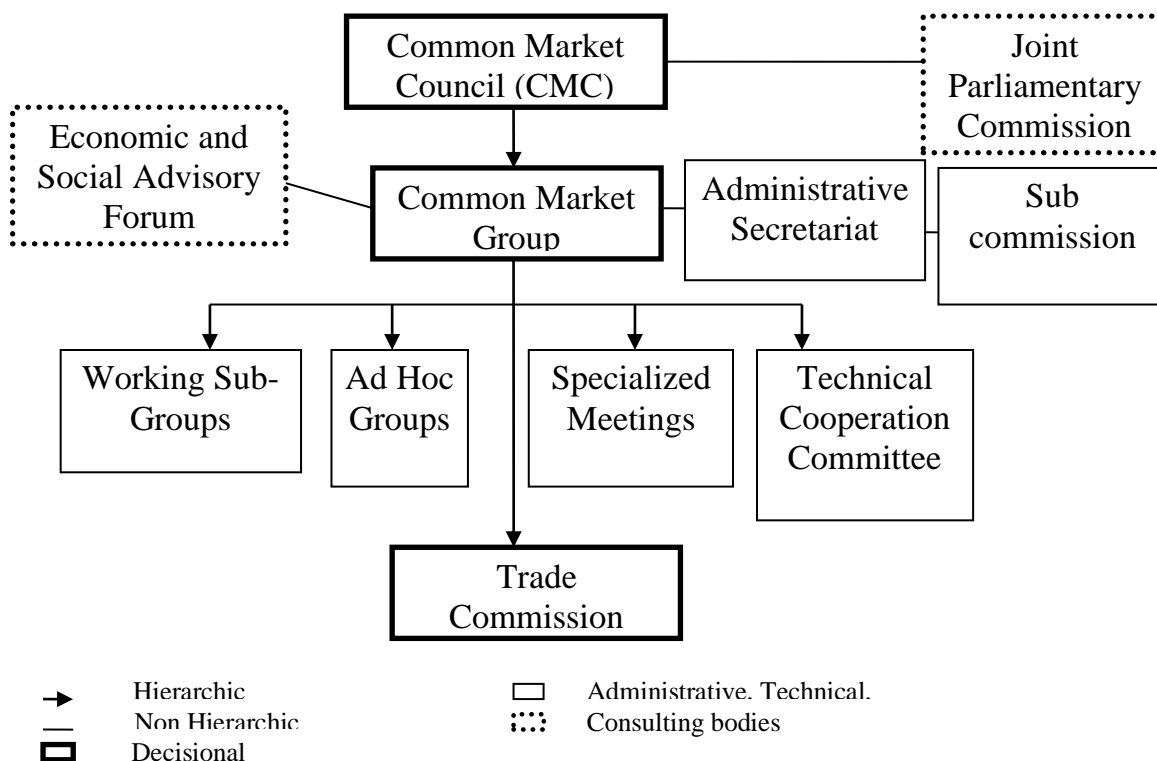 Common Market
Council (CMC)
Joint
Parliamentary
Commission
Economic and
Social Advisory
Forum
Common Market
Group
Administrative
Secretariat
Sub
commission
Working Sub-
Groups
Ad Hoc
Groups
Specialized
Meetings
Technical
Cooperation
Committee
Trade
Commission
Hierarchic
Non Hierarchic
Decisional
Administrative. Technical.
Consulting bodies